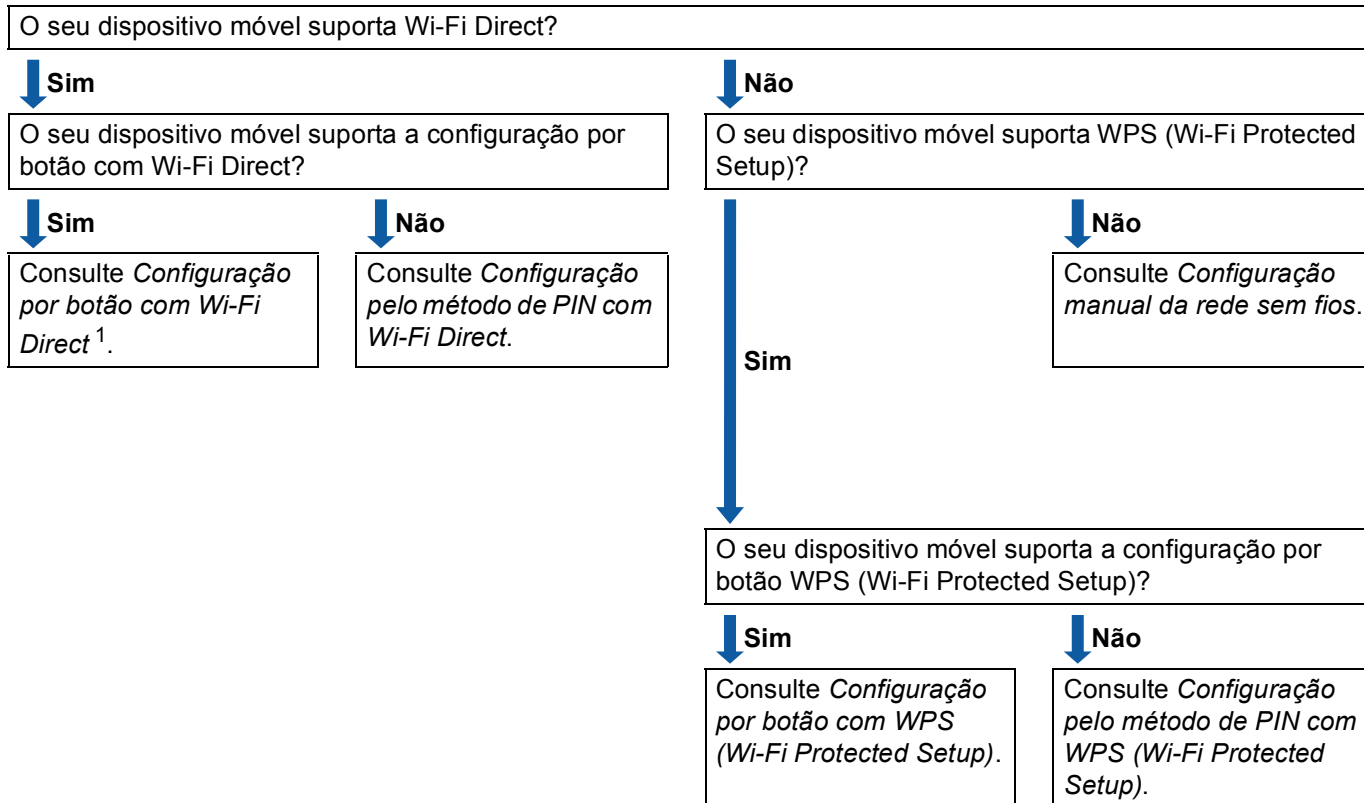 O seu dispositivo móvel suporta Wi-Fi Direct?
Sim
Não
O seu dispositivo móvel suporta a configuração por
botão com Wi-Fi Direct?
O seu dispositivo móvel suporta WPS (Wi-Fi Protected
Setup)?
Sim
Não
Não
Consulte Configuração
por botão com Wi-Fi
Direct 1.
Consulte Configuração
pelo método de PIN com
Wi-Fi Direct.
Consulte Configuração
manual da rede sem fios.
Sim
O seu dispositivo móvel suporta a configuração por
botão WPS (Wi-Fi Protected Setup)?
Sim
Não
Consulte Configuração
por botão com WPS
(Wi-Fi Protected Setup).
Consulte Configuração
pelo método de PIN com
WPS (Wi-Fi Protected
Setup).